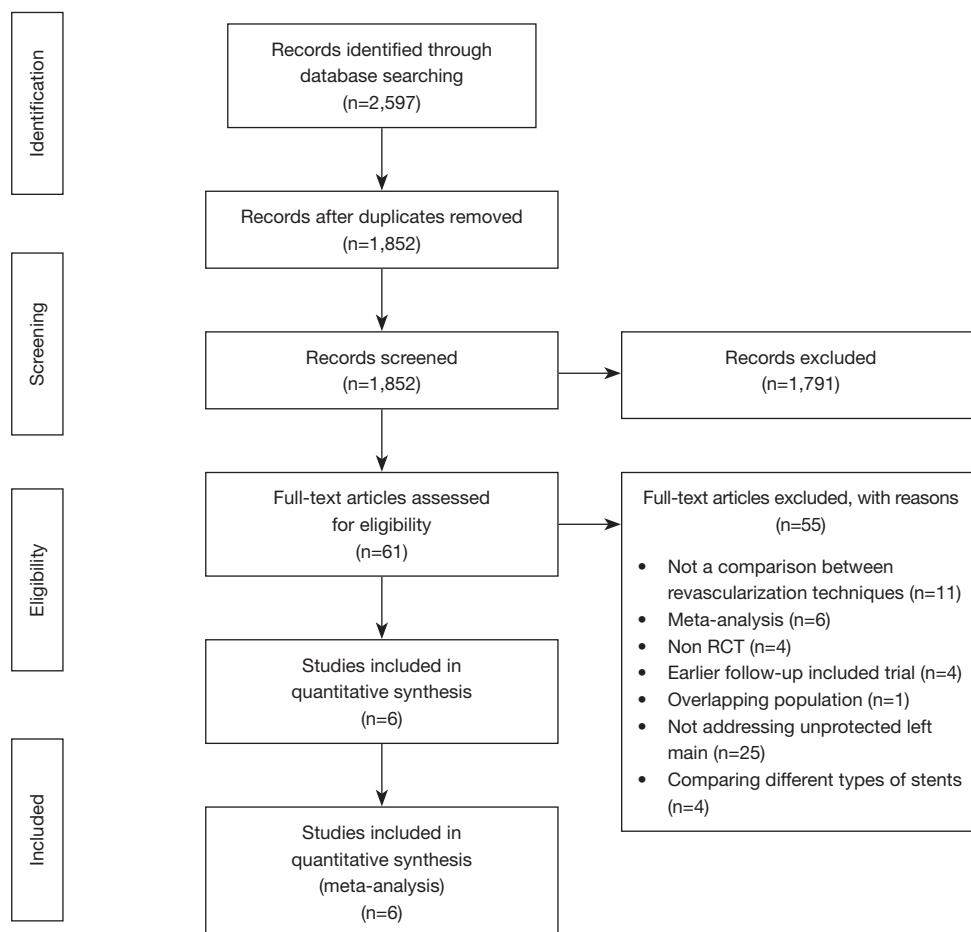 Identification
Records identified through
database searching
(n=2,597)
Records after duplicates removed
(n=1,852)
Screening
Records screened
(n=1,852)
Records excluded
(n=1,791)
Eligibility
Full-text articles assessed
for eligibility
(n=61)
Full-text articles excluded, with reasons
(n=55)
• Not a comparison between
revascularization techniques (n=11)
• Meta-analysis (n=6)
• Non RCT (n=4)
• Earlier follow-up included trial (n=4)
• Overlapping population (n=1)
• Not addressing unprotected left
main (n=25)
• Comparing different types of stents
(n=4)
Studies included in
quantitative synthesis
(n=6)
Included
Studies included in
quantitative synthesis
(meta-analysis)
(n=6)